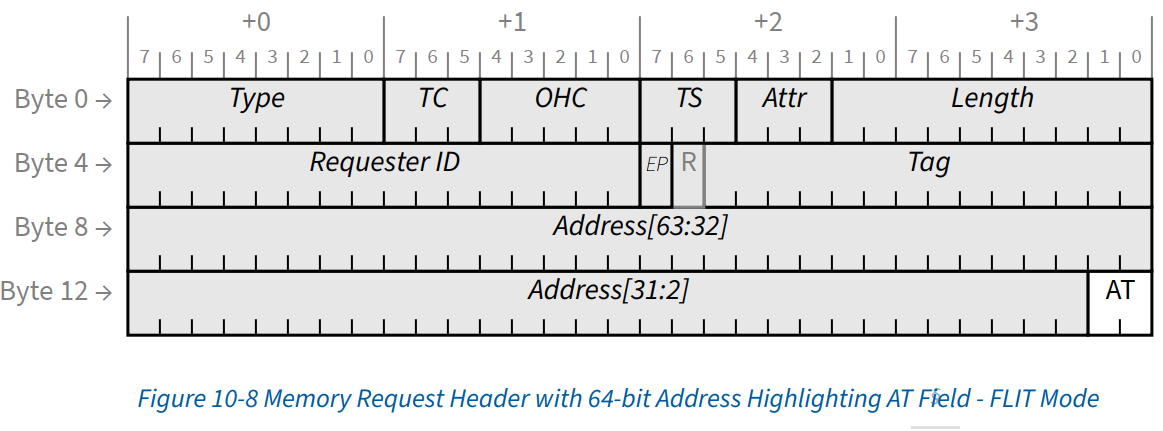 +0 +1 +2 +3
7 6 5 4 3 2 1 0 7 6 5 4 3 2 1 0 7 6 5 4 3 2 1 0 7 6 5 4 3 2 1 0
Byte 0 → Type TC OHC TS Attr Length
Byte 4 → Requester ID EP R Tag
Byte 8 → Address[63:32]
Byte 12 → Address[31:2] AT
Figure 10-8 Memory Request Header with 64-bit Address Highlighting AT Field - FLIT Mode